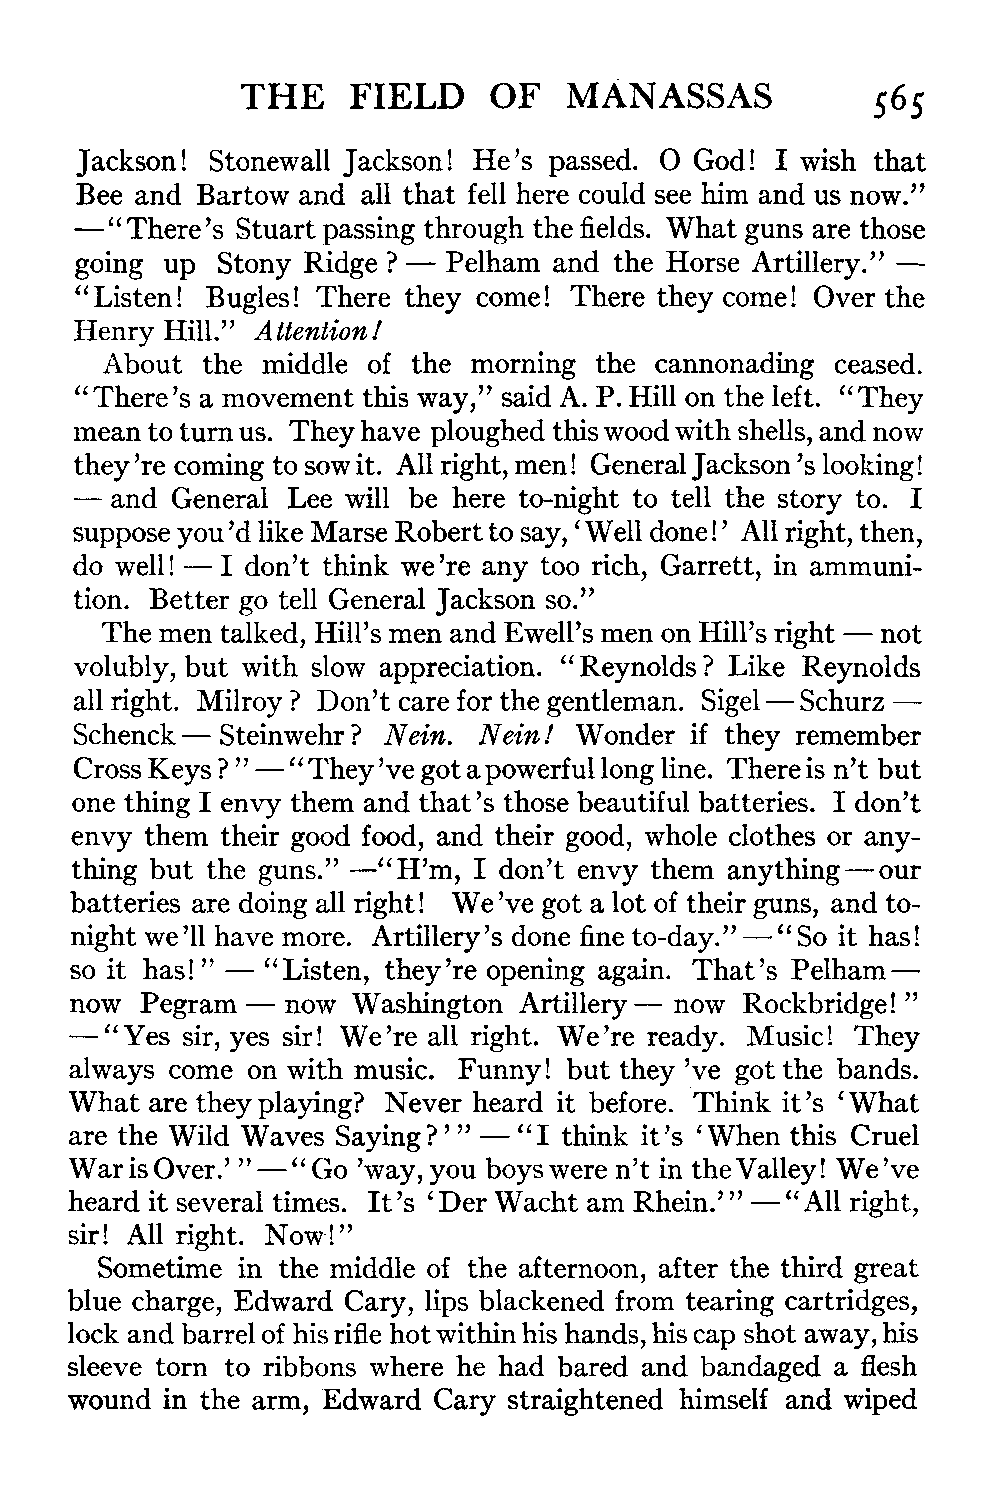 THE FIELD OF MANASSAS 565
Jackson! Stonewall Jackson! He's passed. O God! I wish that
Bee and Bartow and all that fell here could see him and us now."
—"There's Stuart passing through the fields. What guns are those
going up Stony Ridge? — Pelham and the Horse Artillery." —
"Listen! Bugles! There they come! There they come! Over the
Henry Hill." Attention!
About the middle of the morning the cannonading ceased.
"There's a movement this way," said A. P. Hill on the left. "They
mean to turn us. They have ploughed this wood with shells, and now
they're coming to sow it. All right, men! General Jackson's looking!
— and General Lee will be here to-night to tell the story to. I
suppose you'd like Marse Robert to say, 'Well done!' All right, then,
do well! — I don't think we're any too rich, Garrett, in ammuni-
tion. Better go tell General Jackson so."
The men talked, Hill's men and Ewell's men on Hill's right — not
volubly, but with slow appreciation. "Reynolds? Like Reynolds
all right. Milroy? Don't care for the gentleman. Sigel — Schurz —
Schenck — Steinwehr? Nein. Nein! Wonder if they remember
Cross Keys?" — "They've got a powerful long line. There is n't but
one thing I envy them and that's those beautiful batteries. I don't
envy them their good food, and their good, whole clothes or any-
thing but the guns." —"H'm, I don't envy them anything — our
batteries are doing all right! We've got a lot of their guns, and to-
night we'll have more. Artillery's done fine to-day." — "So it has!
so it has!" — "Listen, they're opening again. That's Pelham —
now Pegram — now Washington Artillery — now Rockbridge!"
— "Yes sir, yes sir! We're all right. We're ready. Music! They
always come on with music. Funny! but they 've got the bands.
What are they playing? Never heard it before. Think it's 'What
are the Wild Waves Saying?'" — "I think it's 'When this Cruel
War is Over.'" — "Go 'way, you boys were n't in the Valley! We've
heard it several times. It's 'Der Wacht am Rhein.'" — "All right,
sir! All right. Now!"
Sometime in the middle of the afternoon, after the third great
blue charge, Edward Cary, lips blackened from tearing cartridges,
lock and barrel of his rifle hot within his hands, his cap shot away, his
sleeve torn to ribbons where he had bared and bandaged a flesh
wound in the arm, Edward Cary straightened himself and wiped